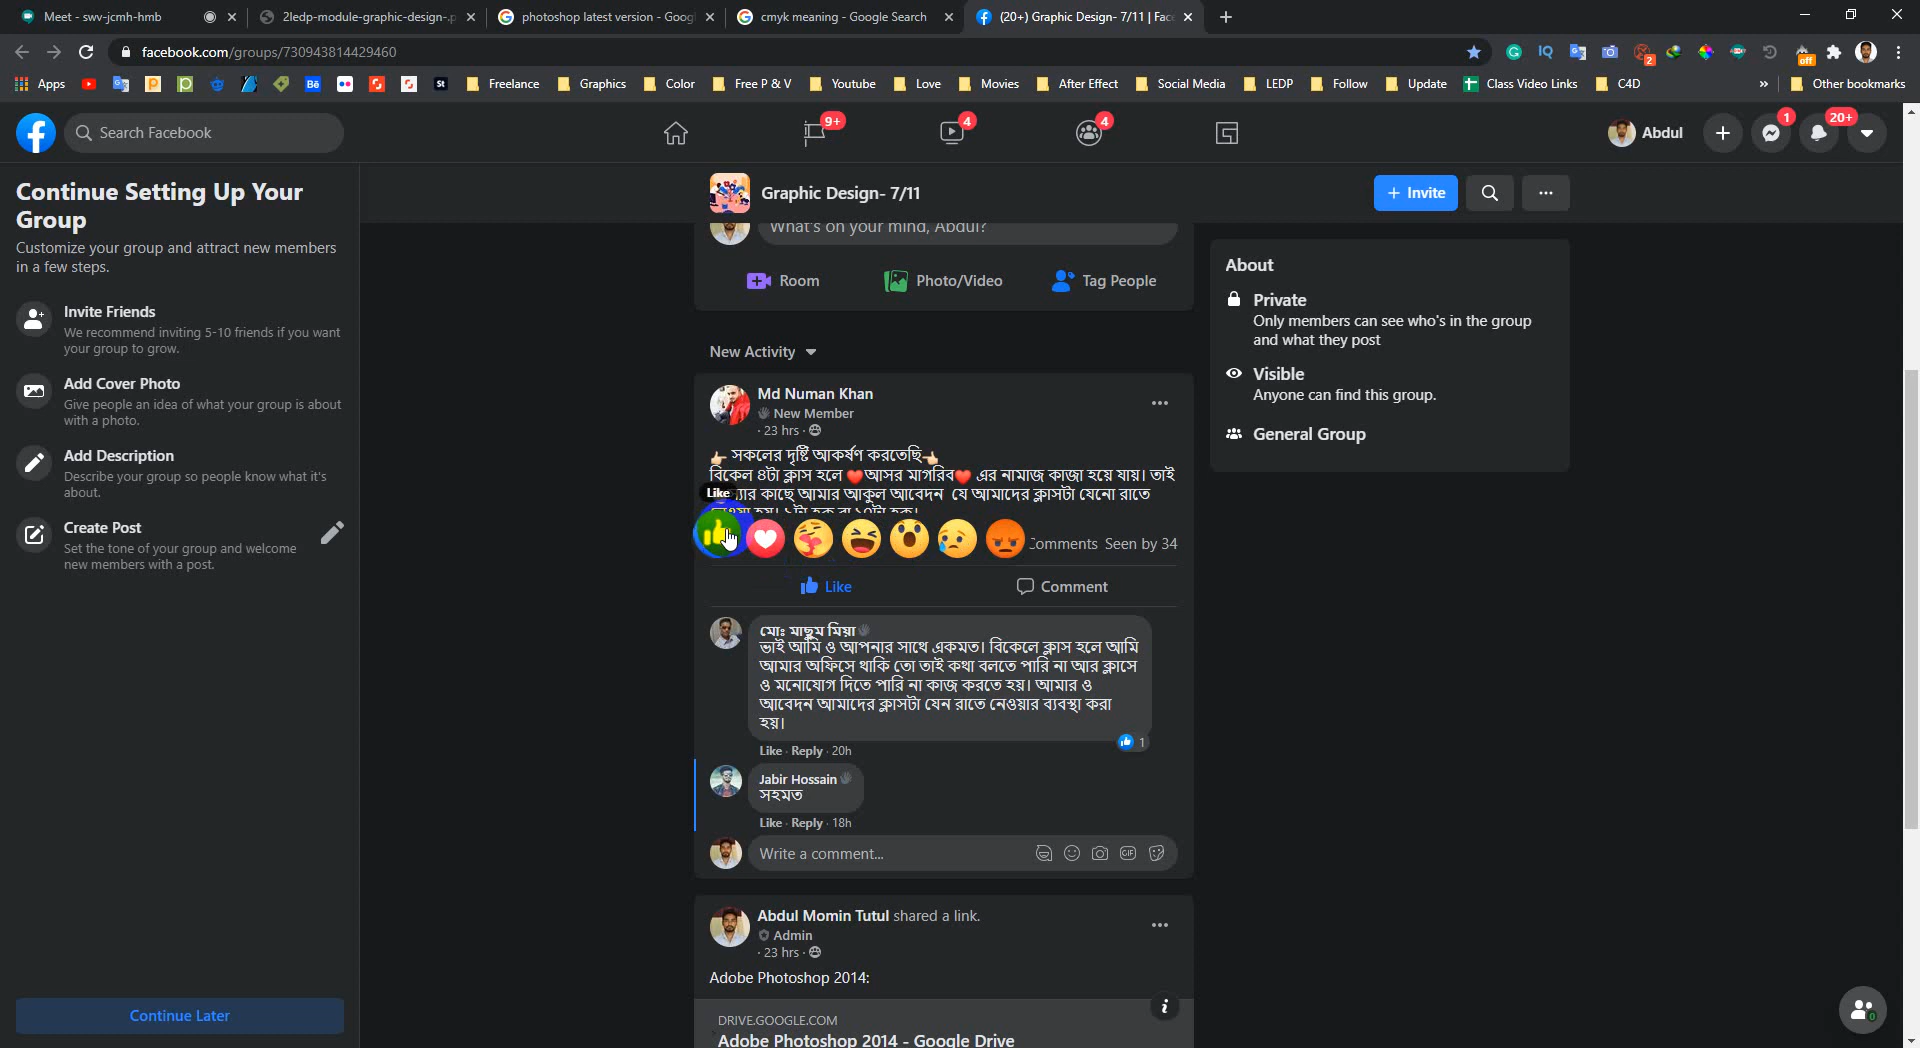 Meet - swv-jcmh-hmb
2ledp-module-graphic-design-.p
photoshop latest version - Goog
cmyk meaning - Google Search
(20+) Graphic Design- 7/11 | Fac
facebook.com/groups/730943814429460
Apps
Freelance
Graphics
Color
Free P & V
Youtube
Love
Movies
After Effect
Social Media
LEDP
Follow
Update
Class Video Links
C4D
Other bookmarks
Search Facebook
9+
4
4
Abdul
1
20+
Continue Setting Up Your
Group
Customize your group and attract new members
in a few steps.
Invite Friends
We recommend inviting 5-10 friends if you want
your group to grow.
Add Cover Photo
Give people an idea of what your group is about
with a photo.
Add Description
Describe your group so people know what it's
about.
Create Post
Set the tone of your group and welcome
new members with a post.
Continue Later
Graphic Design- 7/11
+ Invite
What's on your mind, Abdul?
Room
Photo/Video
Tag People
New Activity
Md Numan Khan
New Member
· 23 hrs ·
👉 সকলের দৃষ্টি আকর্ষণ করতেছি👈
বিকেল ৪টা ক্লাস হলে ❤️আসর মাগরিব❤️ এর নামাজ কাজা হয়ে যায়। তাই
কাছে আমার আকুল আবেদন যে আমাদের ক্লাসটা যেনো রাতে
Like
Seen by 34
Like
Comment
মোঃ মাছুম মিয়া
ভাই আমি ও আপনার সাথে একমত। বিকেলে ক্লাস হলে আমি
আমার অফিসে থাকি তো তাই কথা বলতে পারি না আর ক্লাসে
ও মনোযোগ দিতে পারি না কাজ করতে হয়। আমার ও
আবেদন আমাদের ক্লাসটা যেন রাতে নেওয়ার ব্যবস্থা করা
হয়।
1
Like · Reply · 20h
Jabir Hossain
সহমত
Like · Reply · 18h
Write a comment...
Abdul Momin Tutul shared a link.
Admin
· 23 hrs ·
Adobe Photoshop 2014:
DRIVE.GOOGLE.COM
Adobe Photoshop 2014 - Google Drive
About
Private
Only members can see who's in the group
and what they post
Visible
Anyone can find this group.
General Group